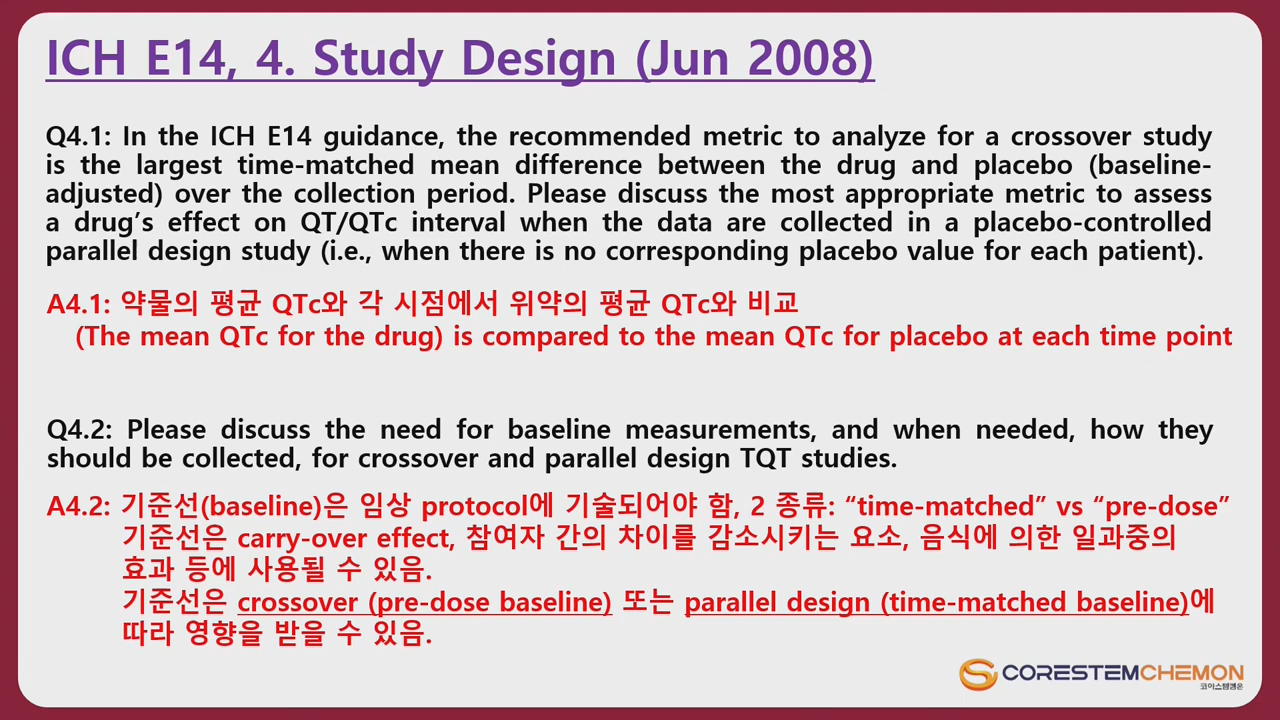 ICH E14, 4. Study Design (Jun 2008)
Q4.1: In the ICH E14 guidance, the recommended metric to analyze for a crossover study
is the largest time-matched mean difference between the drug and placebo (baseline-
adjusted) over the collection period. Please discuss the most appropriate metric to assess
a drug’s effect on QT/QTc interval when the data are collected in a placebo-controlled
parallel design study (i.e., when there is no corresponding placebo value for each patient).
A4.1: 약물의 평균 QTc와 각 시점에서 위약의 평균 QTc와 비교
(The mean QTc for the drug) is compared to the mean QTc for placebo at each time point
Q4.2: Please discuss the need for baseline measurements, and when needed, how they
should be collected, for crossover and parallel design TQT studies.
A4.2: 기준선(baseline)은 임상 protocol에 기술되어야 함, 2 종류: “time-matched” vs “pre-dose”
기준선은 carry-over effect, 참여자 간의 차이를 감소시키는 요소, 음식에 의한 일과중의
효과 등에 사용될 수 있음.
기준선은 crossover (pre-dose baseline) 또는 parallel design (time-matched baseline)에
따라 영향을 받을 수 있음.
CORESTEMCHEMON
코아스템켐온